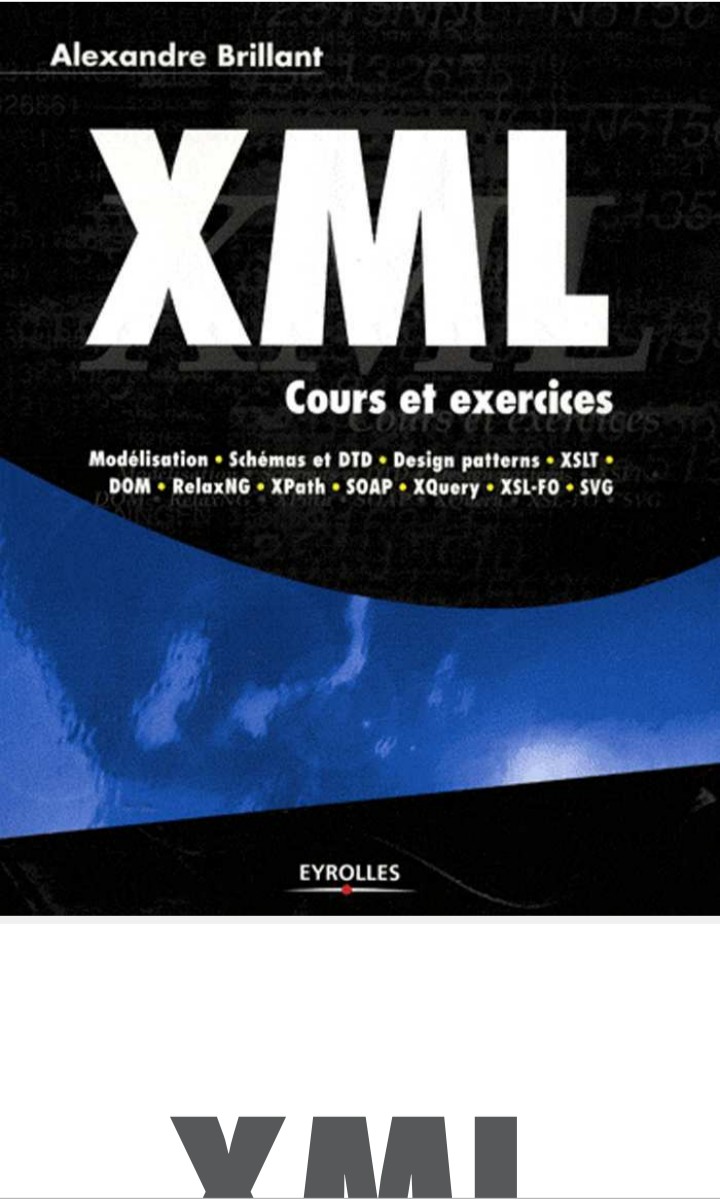 Alexandre Brillant
XML
Cours et exercices
Modélisation • Schémas et DTD • Design patterns • XSLT •
DOM • RelaxNG • XPath • SOAP • XQuery • XSL-FO • SVG
EYROLLES
XML